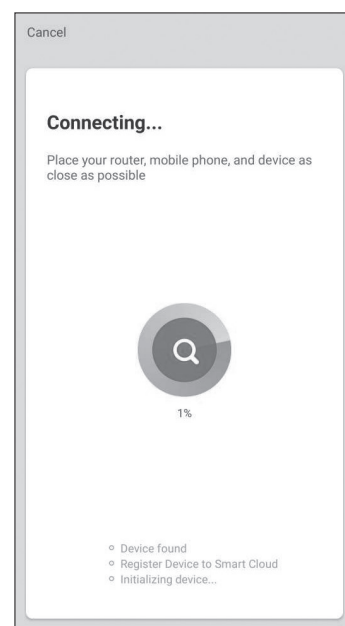 Cancel
Connecting...
Place your router, mobile phone, and device as
close as possible
1%
Device found
Register Device to Smart Cloud
Initializing device...